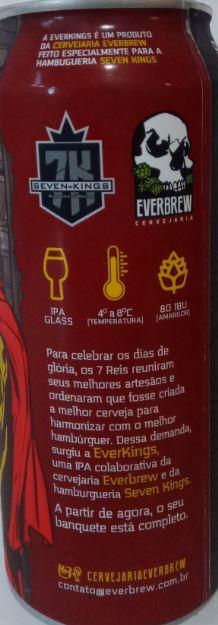 A EVERKINGS É UM PRODUTO
DA CERVEJARIA EVERBREW
FEITO ESPECIALMENTE PARA A
HAMBUGUERIA SEVEN KINGS
7K
SEVEN-KINGS
EVERBREW
CERVEJARIA
IPA
GLASS
4º a 8ºC
(TEMPERATURA)
80 IBU
(AMARGOR)
Para celebrar os dias de
glória, os 7 Reis reuniram
seus melhores artesãos e
ordenaram que fosse criada
a melhor cerveja para
harmonizar com o melhor
hambúrguer. Dessa demanda,
surgiu a EverKings,
uma IPA colaborativa da
cervejaria Everbrew e da
hamburgueria Seven Kings.
A partir de agora, o seu
banquete está completo.
CERVEJARIAEVERBREW
contato@everbrew.com.br